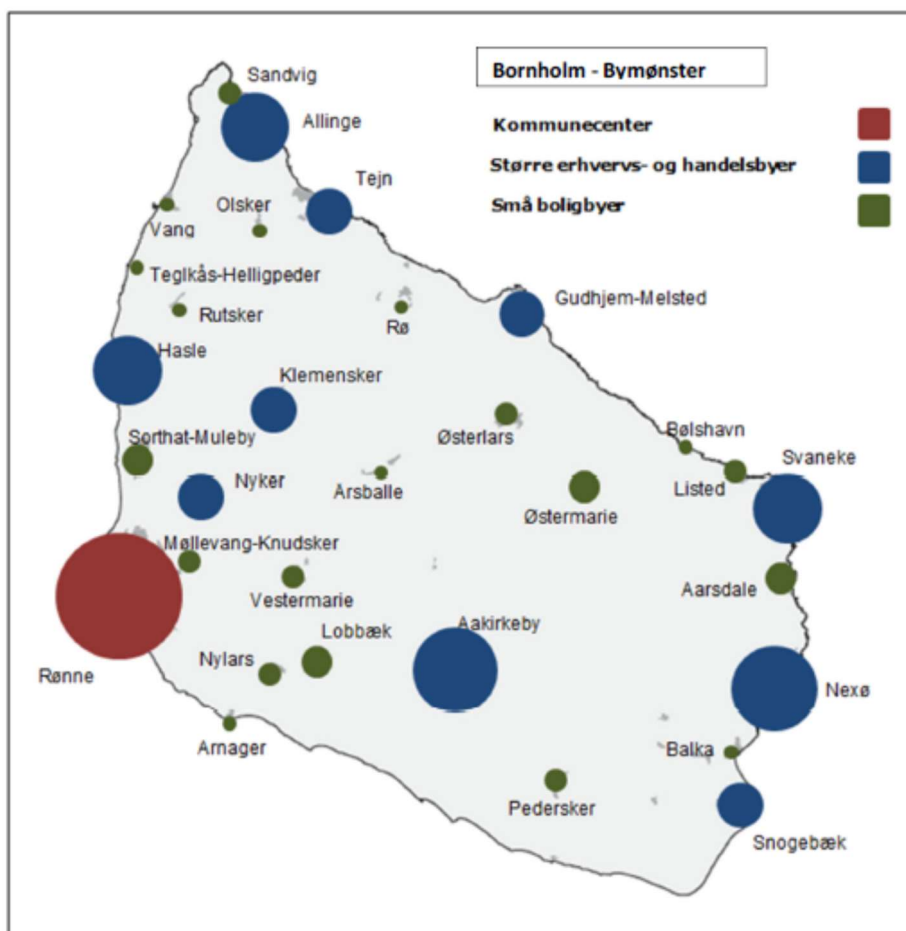 Bornholm - Bymønster
Kommunecenter
Større erhvervs- og handelsbyer
Små boligbyer
Sandvig
Allinge
Tejn
Olsker
Vang
Teglkås-Helligpeder
Rutsker
Rø
Gudhjem-Melsted
Hasle
Klemensker
Sorthat-Muleby
Østerlars
Bølshavn
Svaneke
Nyker
Arsballe
Listed
Østermarie
Møllevang-Knudsker
Vestermarie
Aarsdale
Lobbæk
Aakirkeby
Nylars
Rønne
Nexø
Arnager
Balka
Pedersker
Snogebæk